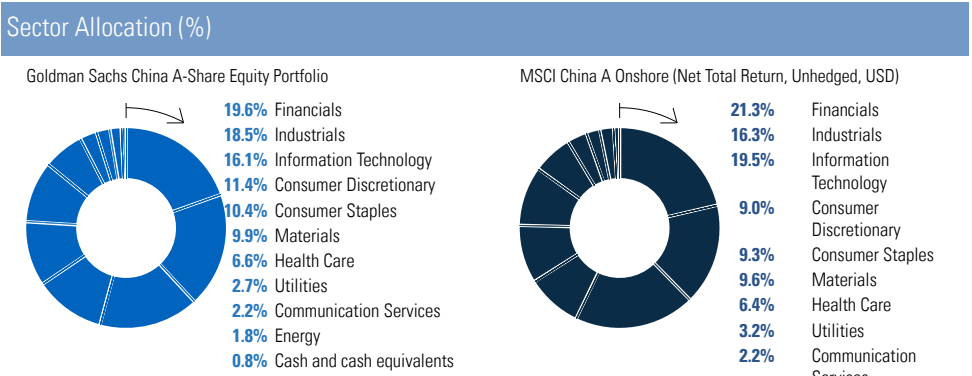 Sector Allocation (%)
Goldman Sachs China A-Share Equity Portfolio
19.6% Financials
18.5% Industrials
16.1% Information Technology
11.4% Consumer Discretionary
10.4% Consumer Staples
9.9% Materials
6.6% Health Care
2.7% Utilities
2.2% Communication Services
1.8% Energy
0.8% Cash and cash equivalents
MSCI China A Onshore (Net Total Return, Unhedged, USD)
21.3% Financials
16.3% Industrials
19.5% Information
Technology
9.0% Consumer
Discretionary
9.3% Consumer Staples
9.6% Materials
6.4% Health Care
3.2% Utilities
2.2% Communication
Services